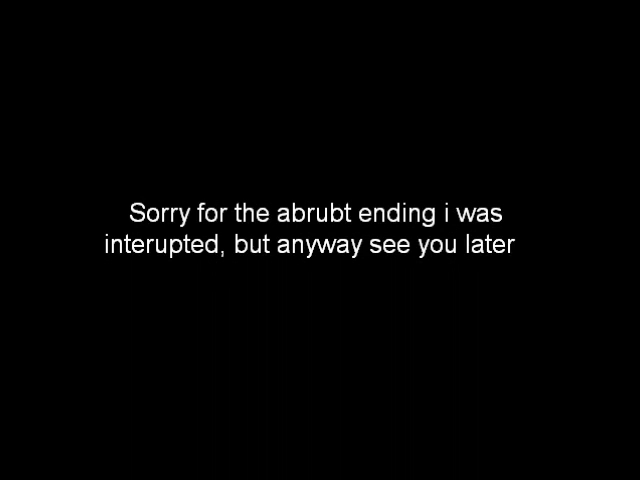 Sorry for the abrubt ending i was
interupted, but anyway see you later